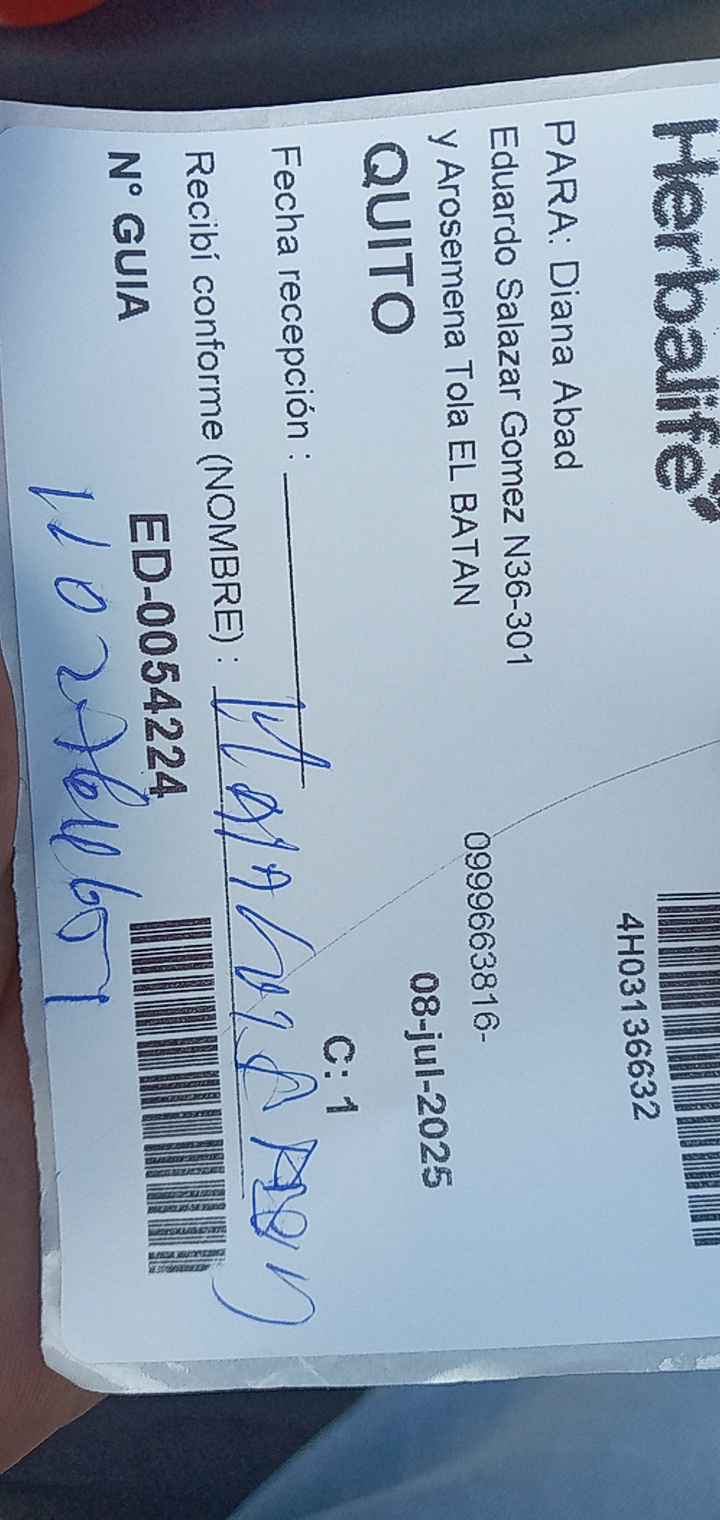 Herbalife
4H03136632
PARA: Diana Abad
Eduardo Salazar Gomez N36-301
y Arosemena Tola EL BATAN
0999663816-
QUITO
08-jul-2025
C: 1
Fecha recepción :
Recibí conforme (NOMBRE) :
N° GUIA ED-0054224